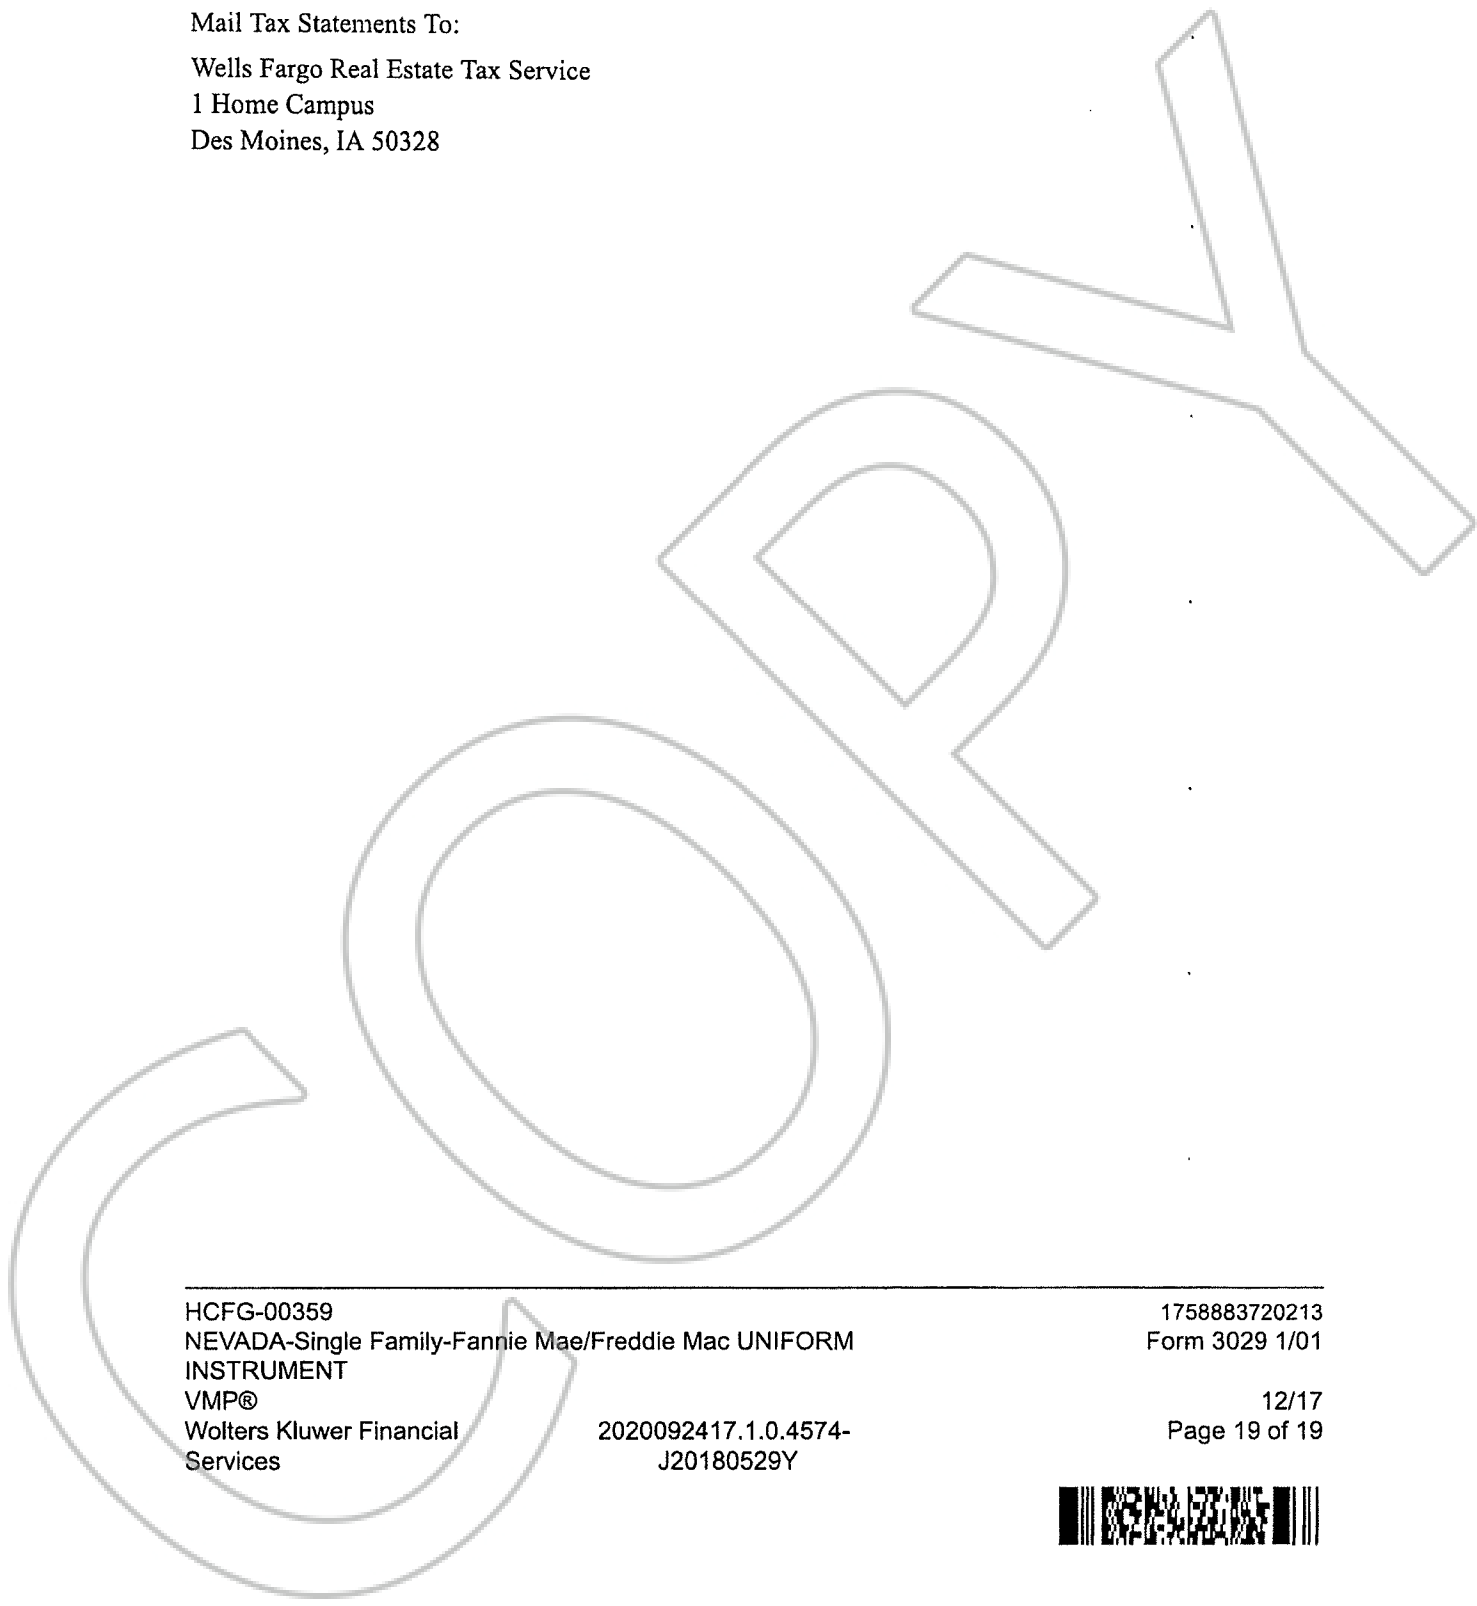 Mail Tax Statements To:
Wells Fargo Real Estate Tax Service
1 Home Campus
Des Moines, IA 50328
COPY
HCFG-00359 1758883720213
NEVADA-Single Family-Fannie Mae/Freddie Mac UNIFORM Form 3029 1/01
INSTRUMENT
VMP® 12/17
Wolters Kluwer Financial 2020092417.1.0.4574- Page 19 of 19
Services J20180529Y